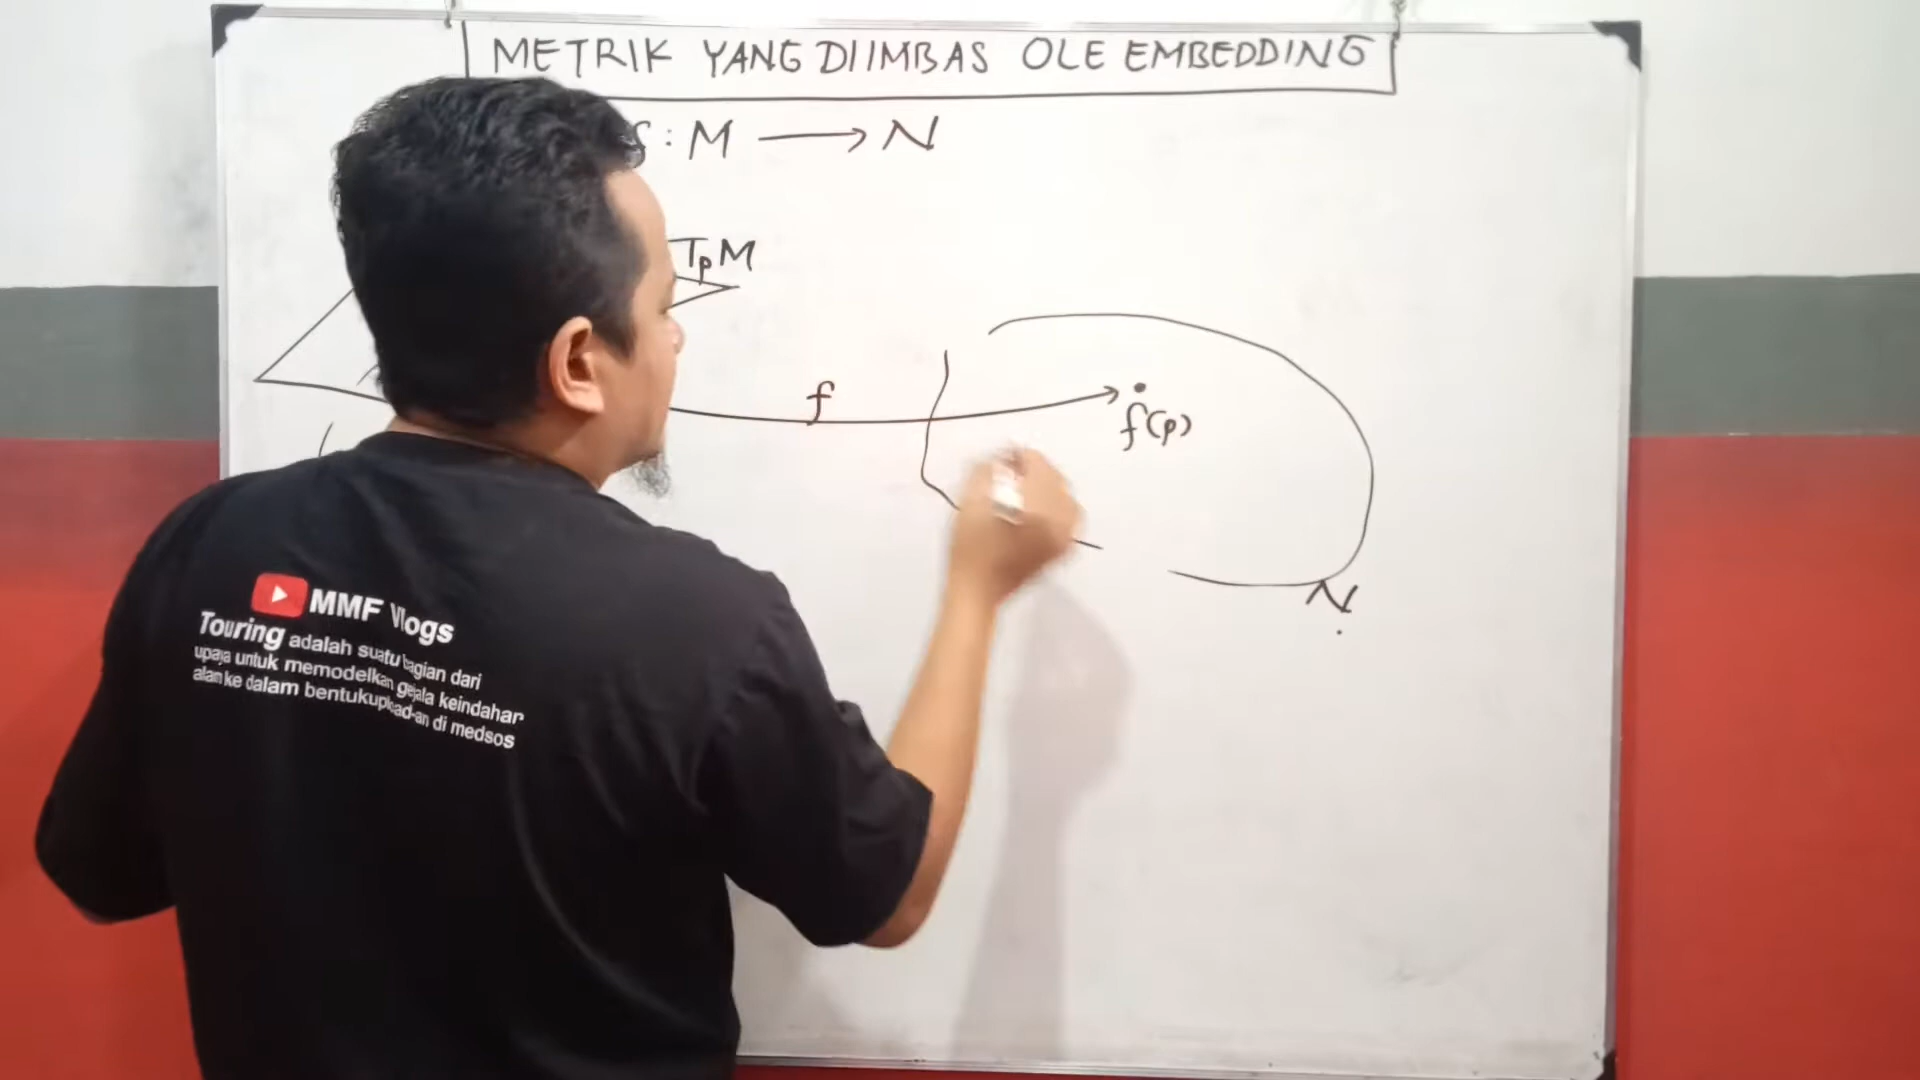 METRIK YANG DIIMBAS OLE EMBEDDING
: M → N
TpM
f
f(p)
N
MMF Vlogs
Touring adalah suatu bagian dari
upaya untuk memodelkan gejala keindahan
alam ke dalam bentuk upload-an di medsos